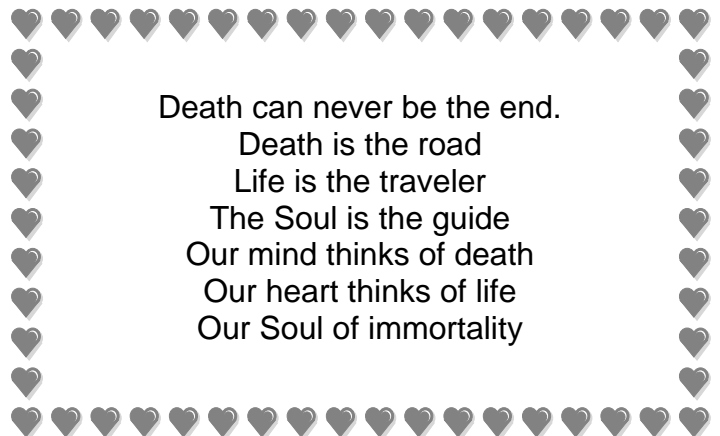 Death can never be the end.
Death is the road
Life is the traveler
The Soul is the guide
Our mind thinks of death
Our heart thinks of life
Our Soul of immortality